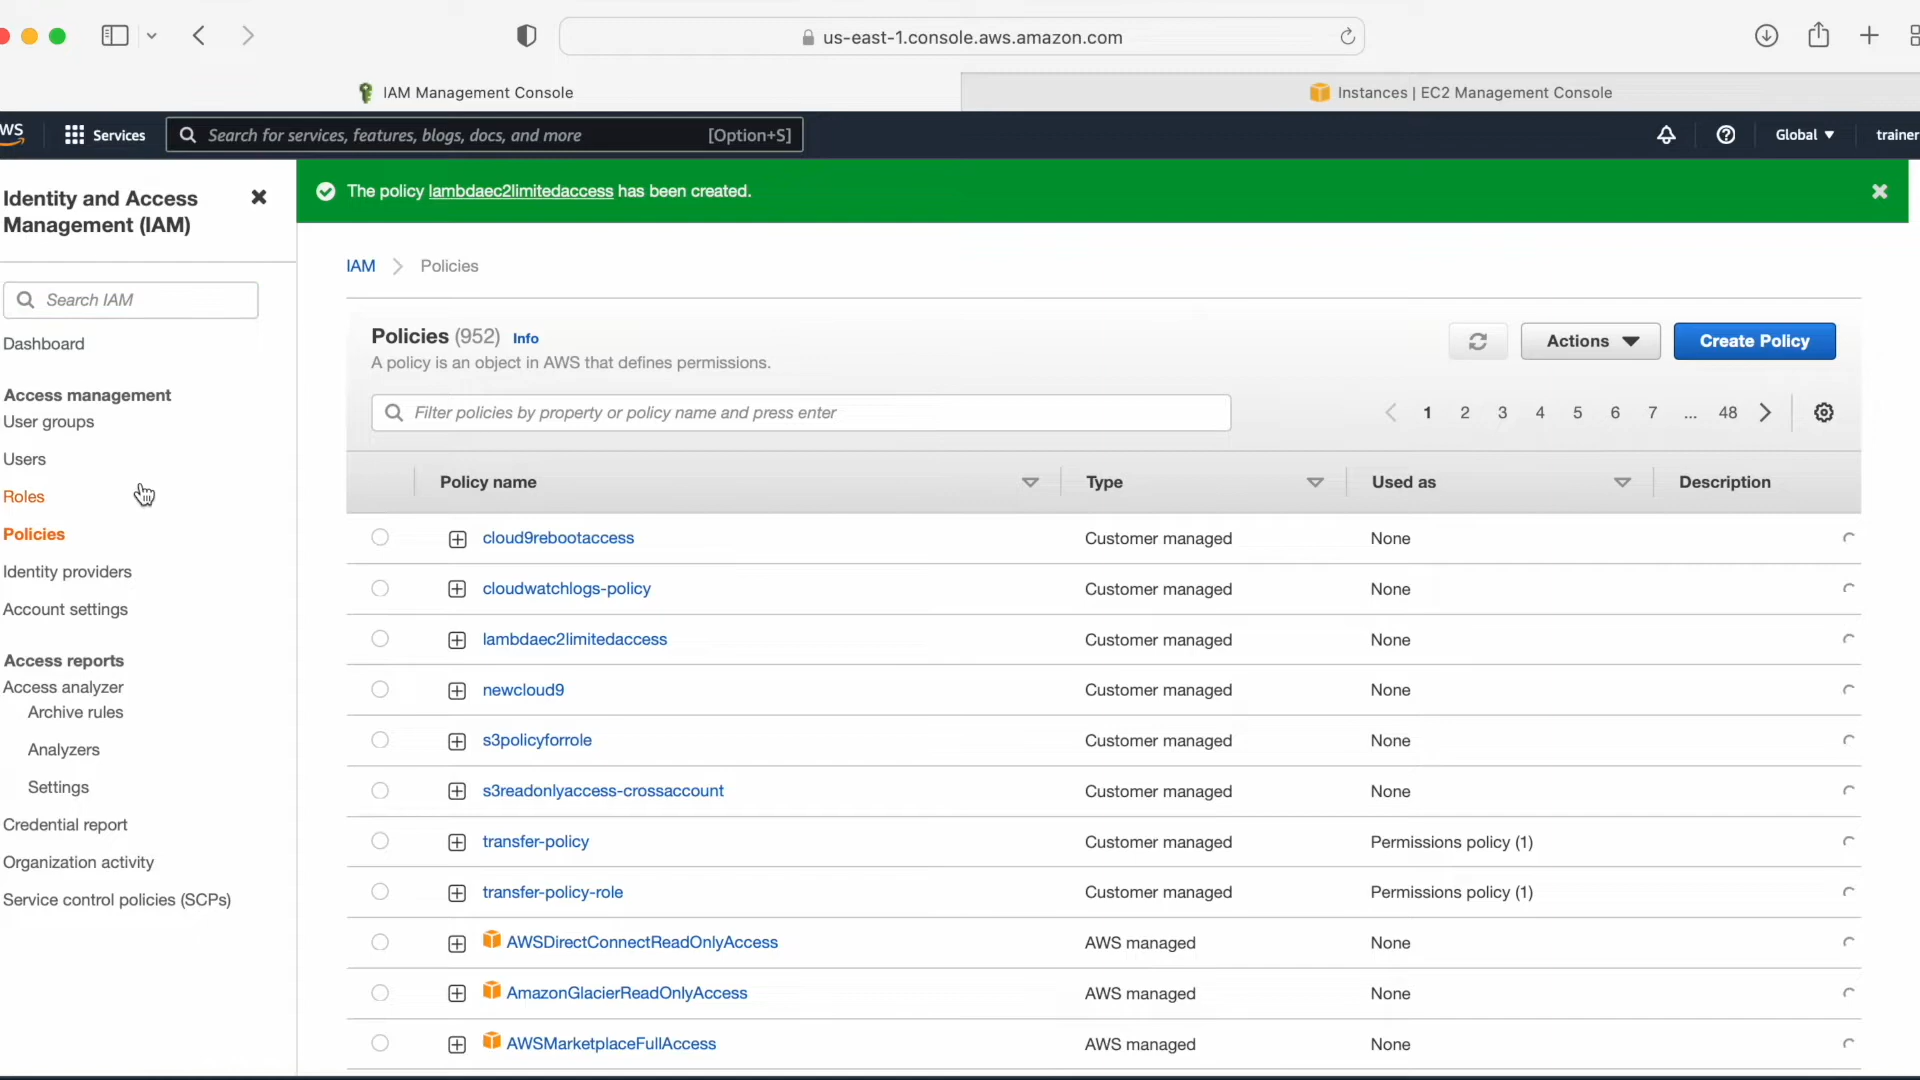 us-east-1.console.aws.amazon.com
IAM Management Console
Instances | EC2 Management Console
Services
Search for services, features, blogs, docs, and more
[Option+S]
Global
trainer
Identity and Access Management (IAM)
The policy lambdaec2limitedaccess has been created.
Search IAM
Dashboard
Access management
User groups
Users
Roles
Policies
Identity providers
Account settings
Access reports
Access analyzer
Archive rules
Analyzers
Settings
Credential report
Organization activity
Service control policies (SCPs)
IAM > Policies
Policies (952) Info
A policy is an object in AWS that defines permissions.
Actions
Create Policy
Filter policies by property or policy name and press enter
1 2 3 4 5 6 7 ... 48
Policy name Type Used as Description
cloud9rebootaccess Customer managed None
cloudwatchlogs-policy Customer managed None
lambdaec2limitedaccess Customer managed None
newcloud9 Customer managed None
s3policyforrole Customer managed None
s3readonlyaccess-crossaccount Customer managed None
transfer-policy Customer managed Permissions policy (1)
transfer-policy-role Customer managed Permissions policy (1)
AWSDirectConnectReadOnlyAccess AWS managed None
AmazonGlacierReadOnlyAccess AWS managed None
AWSMarketplaceFullAccess AWS managed None